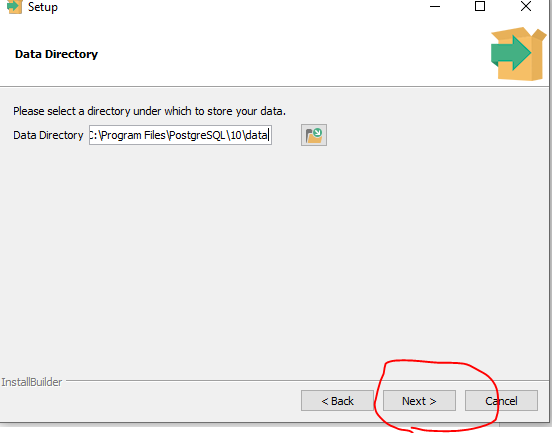 Setup
Data Directory
Please select a directory under which to store your data.
Data Directory C:\Program Files\PostgreSQL\10\data
InstallBuilder
< Back Next > Cancel